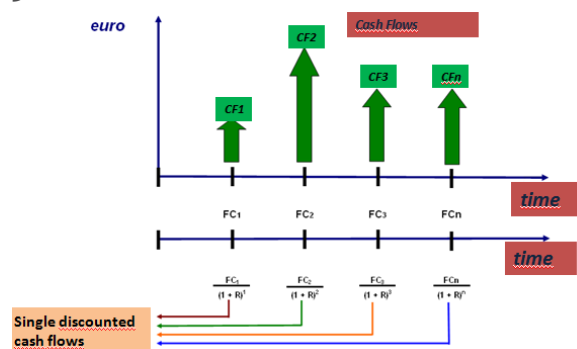 euro
Cash Flows
CF2
CF3
CFn
CF1
time
FC₁ FC₂ FC₃ FCn
time
FC₁ / (1 + R)¹
FC₂ / (1 + R)²
FC₃ / (1 + R)³
FCn / (1 + R)ⁿ
Single discounted
cash flows